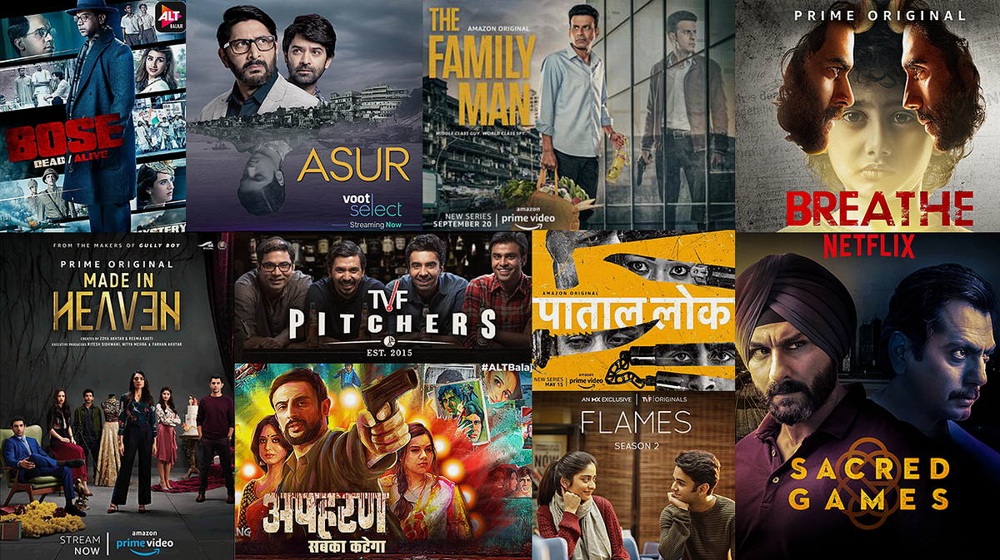 ALT
BALAJI
BOSE
DEAD/ALIVE
MYSTERY
ASUR
voot
select
Streaming Now
AMAZON ORIGINAL
THE
FAMILY
MAN
MIDDLE CLASS GUY. WORLD CLASS SPY.
NEW SERIES
SEPTEMBER 20
amazon
prime video
PRIME ORIGINAL
BREATHE
FROM THE MAKERS OF GULLY BOY
PRIME ORIGINAL
MADE IN
HEAVEN
CREATED BY ZOYA AKHTAR & REEMA KAGTI
EXECUTIVE PRODUCERS RITESH SIDHWANI, NITYA MEHRA & FARHAN AKHTAR
STREAM
NOW
amazon
prime video
TVF
PITCHERS
EST. 2015
#ALTBalaj
अपहरण
सबका कटेगा
NG
AMAZON ORIGINAL
पाताल लोक
NEW SERIES
MAY 15
amazon
prime video
AN MX EXCLUSIVE | TVF ORIGINALS
FLAMES
SEASON 2
NOW
NETFLIX
SACRED
GAMES